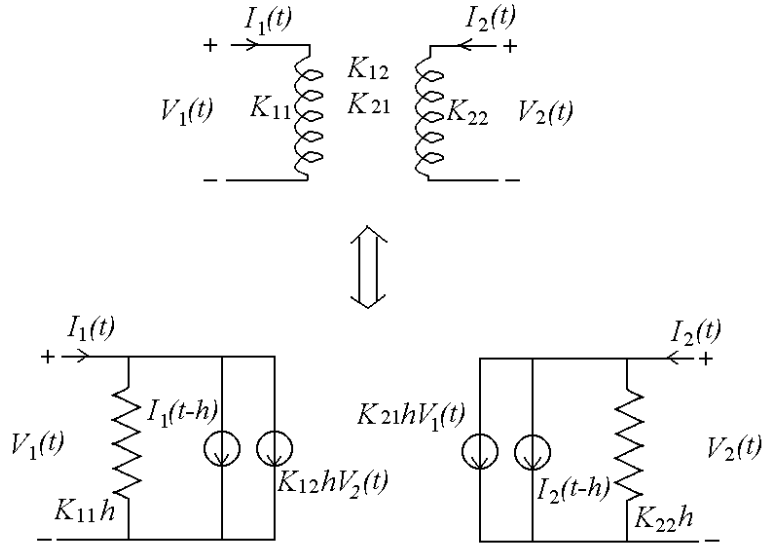 I1(t) I2(t)
+ +
K12
V1(t) K11 K21 K22 V2(t)
− −
I1(t) I2(t)
+ +
I1(t-h) K21hV1(t)
V1(t) V2(t)
K12hV2(t) I2(t-h)
K11h K22h
− −